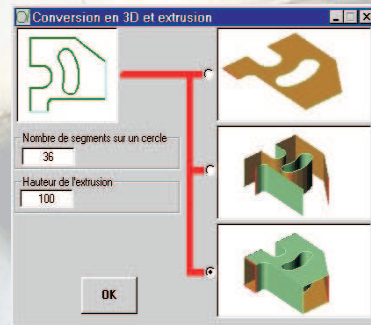 Conversion en 3D et extrusion
Nombre de segments sur un cercle
36
Hauteur de l'extrusion
100
OK